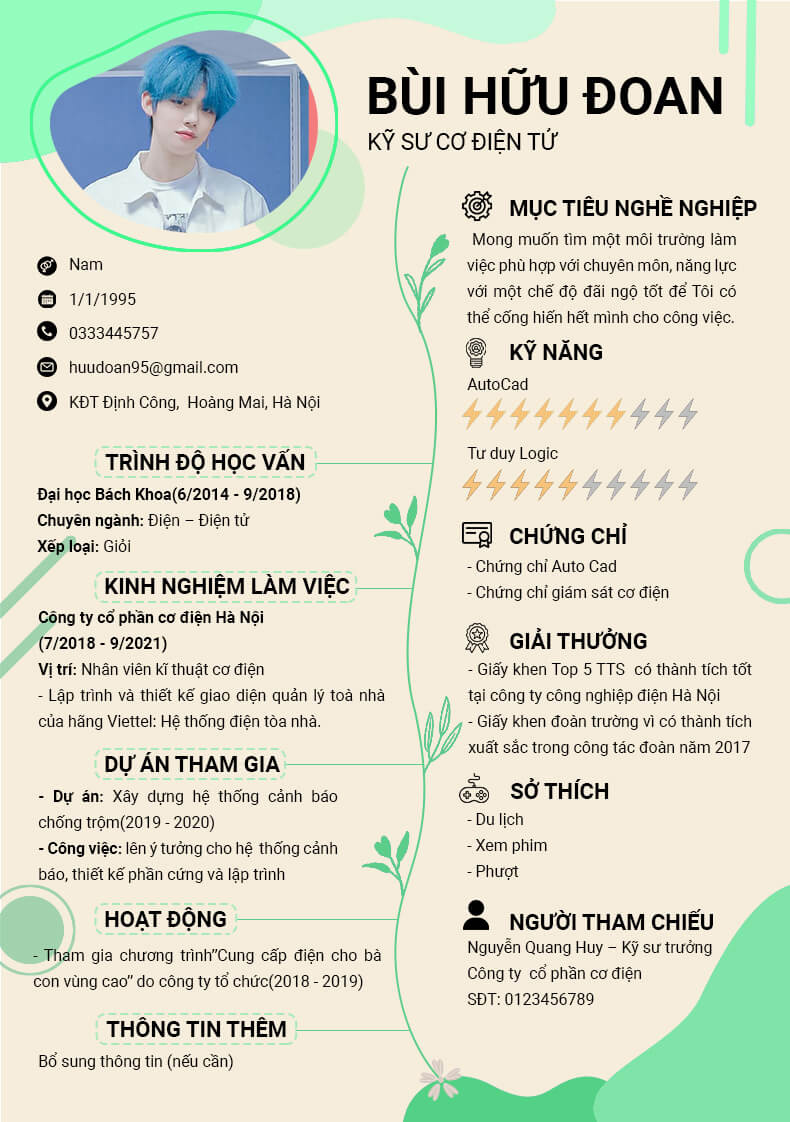 BÙI HỮU ĐOAN
KỸ SƯ CƠ ĐIỆN TỬ
Nam
1/1/1995
0333445757
huudoan95@gmail.com
KĐT Định Công, Hoàng Mai, Hà Nội
TRÌNH ĐỘ HỌC VẤN
Đại học Bách Khoa(6/2014 - 9/2018)
Chuyên ngành: Điện – Điện tử
Xếp loại: Giỏi
KINH NGHIỆM LÀM VIỆC
Công ty cổ phần cơ điện Hà Nội
(7/2018 - 9/2021)
Vị trí: Nhân viên kĩ thuật cơ điện
- Lập trình và thiết kế giao diện quản lý toà nhà
của hãng Viettel: Hệ thống điện tòa nhà.
DỰ ÁN THAM GIA
- Dự án: Xây dựng hệ thống cảnh báo
chống trộm(2019 - 2020)
- Công việc: lên ý tưởng cho hệ thống cảnh
báo, thiết kế phần cứng và lập trình
HOẠT ĐỘNG
- Tham gia chương trình”Cung cấp điện cho bà
con vùng cao” do công ty tổ chức(2018 - 2019)
THÔNG TIN THÊM
Bổ sung thông tin (nếu cần)
MỤC TIÊU NGHỀ NGHIỆP
Mong muốn tìm một môi trường làm
việc phù hợp với chuyên môn, năng lực
với một chế độ đãi ngộ tốt để Tôi có
thể cống hiến hết mình cho công việc.
KỸ NĂNG
AutoCad
Tư duy Logic
CHỨNG CHỈ
- Chứng chỉ Auto Cad
- Chứng chỉ giám sát cơ điện
GIẢI THƯỞNG
- Giấy khen Top 5 TTS có thành tích tốt
tại công ty công nghiệp điện Hà Nội
- Giấy khen đoàn trường vì có thành tích
xuất sắc trong công tác đoàn năm 2017
SỞ THÍCH
- Du lịch
- Xem phim
- Phượt
NGƯỜI THAM CHIẾU
Nguyễn Quang Huy – Kỹ sư trưởng
Công ty cổ phần cơ điện
SĐT: 0123456789